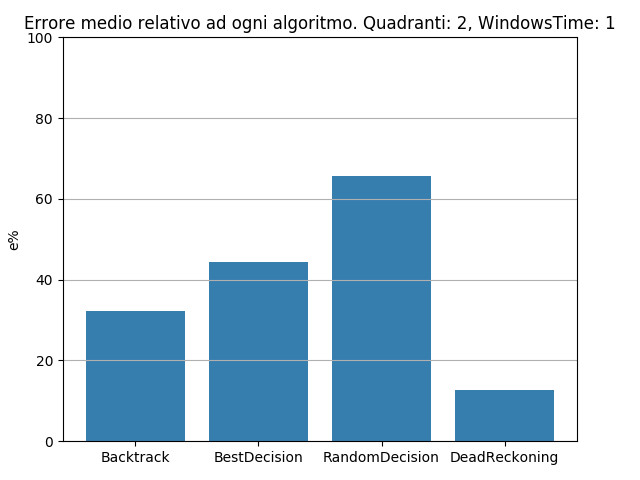 Errore medio relativo ad ogni algoritmo. Quadranti: 2, WindowsTime: 1
100
80
60
40
20
0
e%
Backtrack BestDecision RandomDecision DeadReckoning